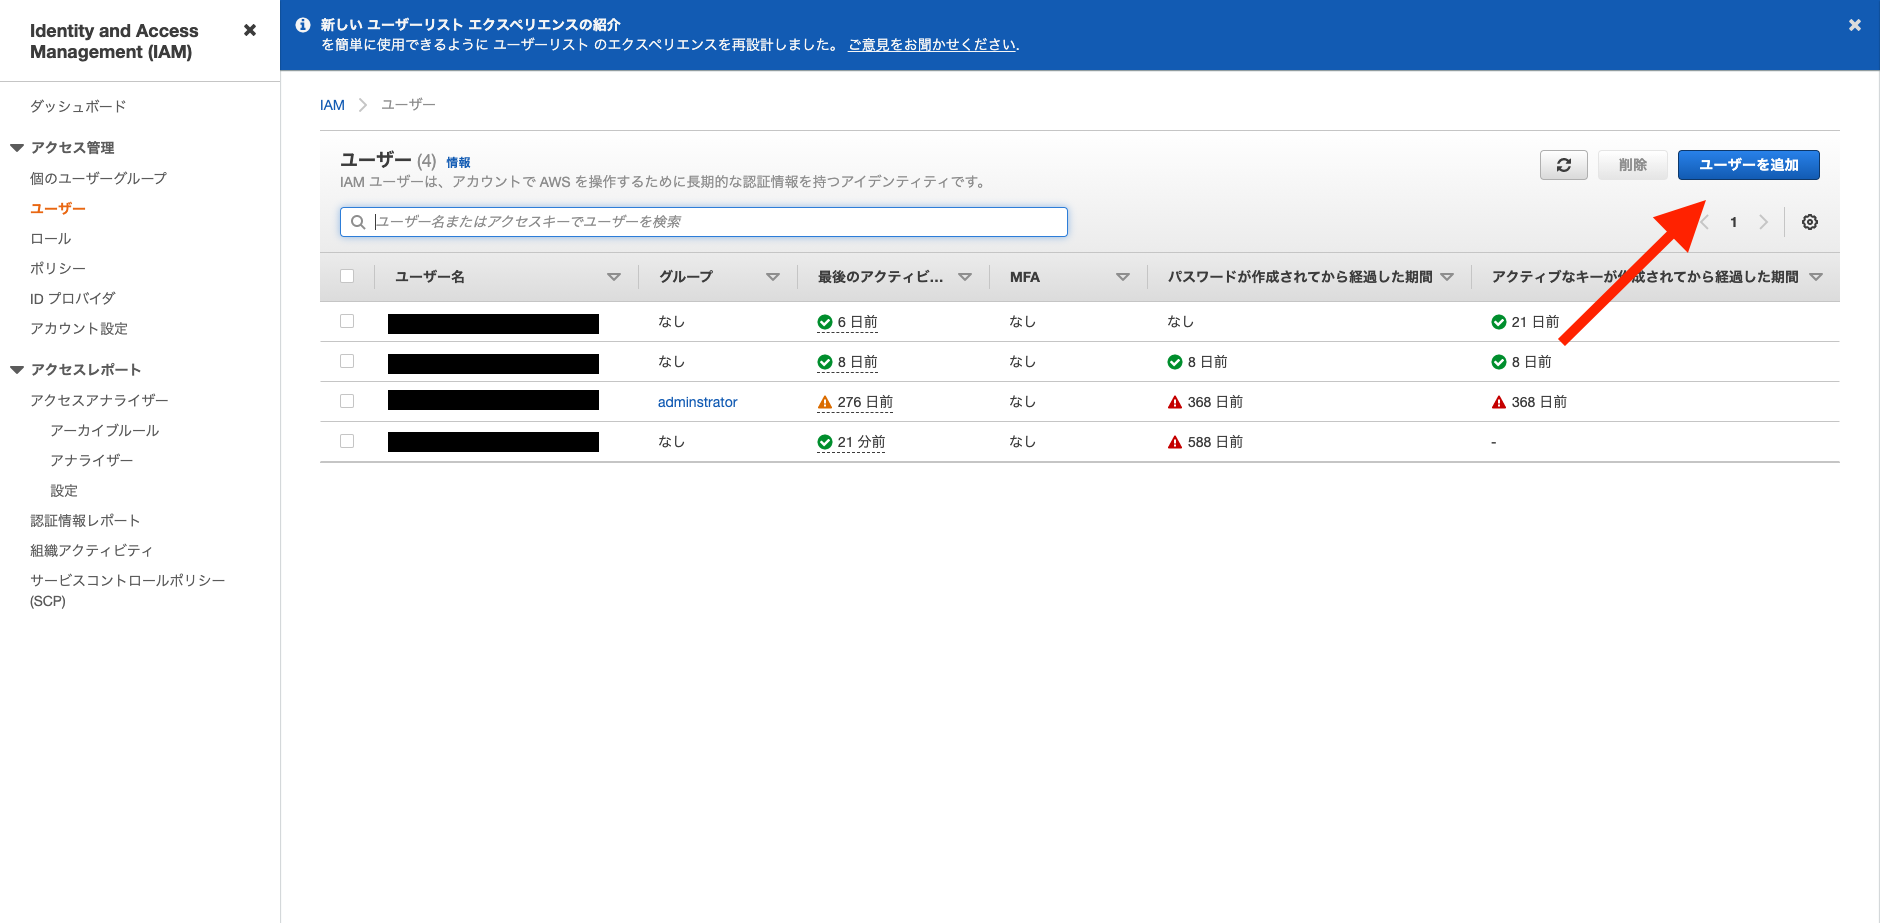 Identity and Access
Management (IAM)
ダッシュボード
アクセス管理
個のユーザーグループ
ユーザー
ロール
ポリシー
ID プロバイダ
アカウント設定
アクセスレポート
アクセスアナライザー
アーカイブルール
アナライザー
設定
認証情報レポート
組織アクティビティ
サービスコントロールポリシー
(SCP)
新しい ユーザーリスト エクスペリエンスの紹介
を簡単に使用できるように ユーザーリスト のエクスペリエンスを再設計しました。 ご意見をお聞かせください.
IAM ユーザー
ユーザー (4) 情報
IAM ユーザーは、アカウントで AWS を操作するために長期的な認証情報を持つアイデンティティです。
削除 ユーザーを追加
ユーザー名またはアクセスキーでユーザーを検索
1
ユーザー名 グループ 最後のアクティビ... MFA パスワードが作成されてから経過した期間 アクティブなキーが作成されてから経過した期間
なし 6 日前 なし なし 21 日前
なし 8 日前 なし 8 日前 8 日前
adminstrator 276 日前 なし 368 日前 368 日前
なし 21 分前 なし 588 日前 -